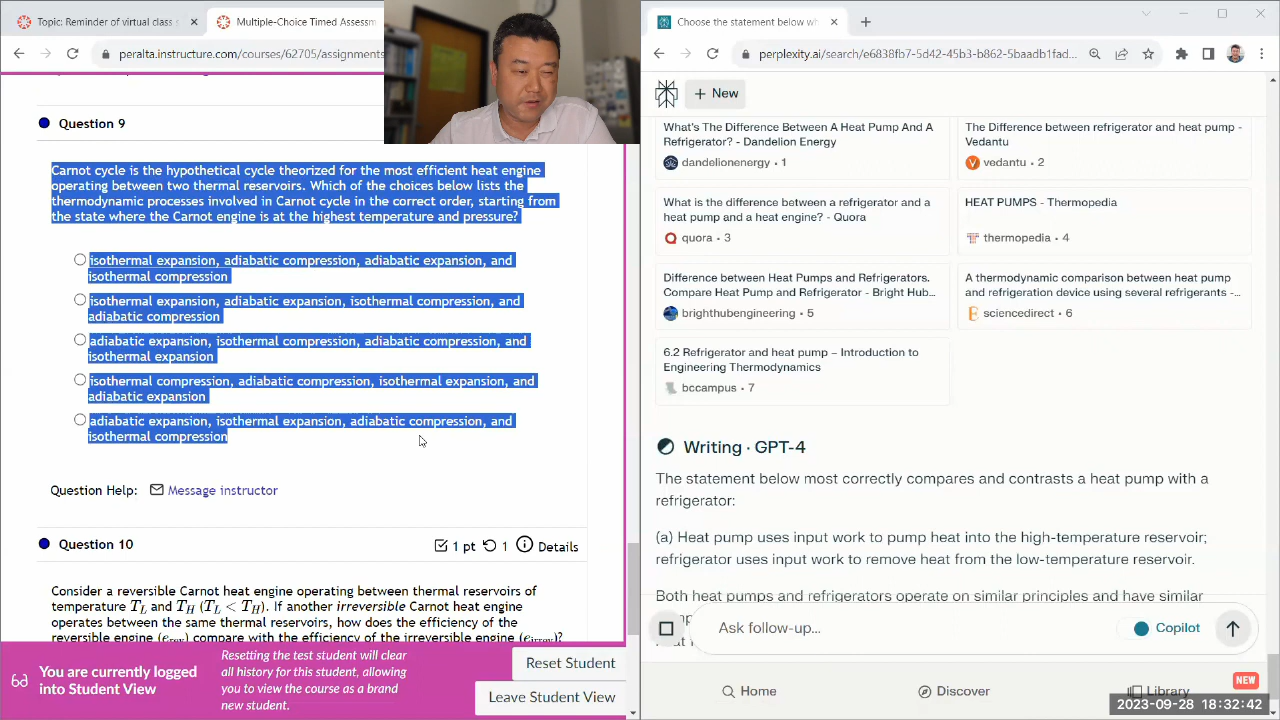 Topic: Reminder of virtual class s
Multiple-Choice Timed Assessm
peralta.instructure.com/courses/62705/assignments
Question 9
Carnot cycle is the hypothetical cycle theorized for the most efficient heat engine
operating between two thermal reservoirs. Which of the choices below lists the
thermodynamic processes involved in Carnot cycle in the correct order, starting from
the state where the Carnot engine is at the highest temperature and pressure?
isothermal expansion, adiabatic compression, adiabatic expansion, and
isothermal compression
isothermal expansion, adiabatic expansion, isothermal compression, and
adiabatic compression
adiabatic expansion, isothermal compression, adiabatic compression, and
isothermal expansion
isothermal compression, adiabatic compression, isothermal expansion, and
adiabatic expansion
adiabatic expansion, isothermal expansion, adiabatic compression, and
isothermal compression
Question Help: Message instructor
Question 10
1 pt 1 Details
Consider a reversible Carnot heat engine operating between thermal reservoirs of
temperature T_L and T_H (T_L < T_H). If another irreversible Carnot heat engine
operates between the same thermal reservoirs, how does the efficiency of the
reversible engine (e_rev) compare with the efficiency of the irreversible engine (e_irrev)?
You are currently logged
into Student View
Resetting the test student will clear
all history for this student, allowing
you to view the course as a brand
new student.
Reset Student
Leave Student View
Choose the statement below wh
perplexity.ai/search/e6838fb7-5d42-45b3-b862-5baadb1fad...
New
What's The Difference Between A Heat Pump And A
Refrigerator? - Dandelion Energy
dandelionenergy • 1
The Difference between refrigerator and heat pump -
Vedantu
vedantu • 2
What is the difference between a refrigerator and a
heat pump and a heat engine? - Quora
quora • 3
HEAT PUMPS - Thermopedia
thermopedia • 4
Difference between Heat Pumps and Refrigerators.
Compare Heat Pump and Refrigerator - Bright Hub...
brighthubengineering • 5
A thermodynamic comparison between heat pump
and refrigeration device using several refrigerants -...
sciencedirect • 6
6.2 Refrigerator and heat pump – Introduction to
Engineering Thermodynamics
bccampus • 7
Writing · GPT-4
The statement below most correctly compares and contrasts a heat pump with a
refrigerator:
(a) Heat pump uses input work to pump heat into the high-temperature reservoir;
refrigerator uses input work to remove heat from the low-temperature reservoir.
Both heat pumps and refrigerators operate on similar principles and have similar
Ask follow-up...
Copilot
Home
Discover
Library
NEW
2023-09-28 18:32:42